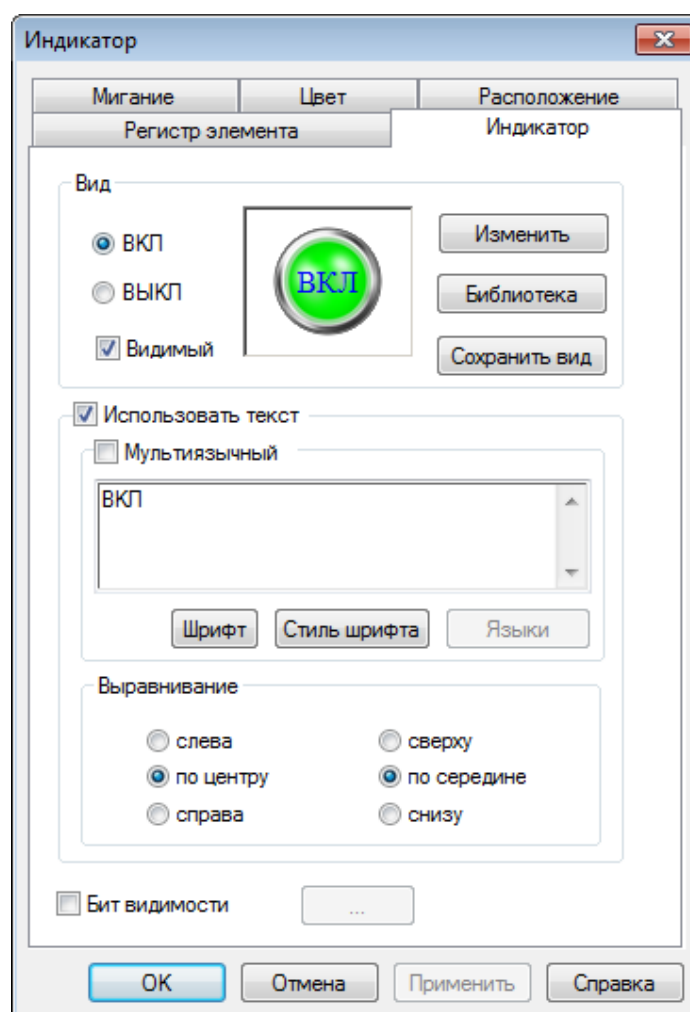 Индикатор
Мигание Цвет Расположение
Регистр элемента Индикатор
Вид
ВКЛ
ВЫКЛ
Видимый
ВКЛ
Изменить
Библиотека
Сохранить вид
Использовать текст
Мультиязычный
ВКЛ
Шрифт Стиль шрифта Языки
Выравнивание
слева сверху
по центру по середине
справа снизу
Бит видимости ...
OK Отмена Применить Справка